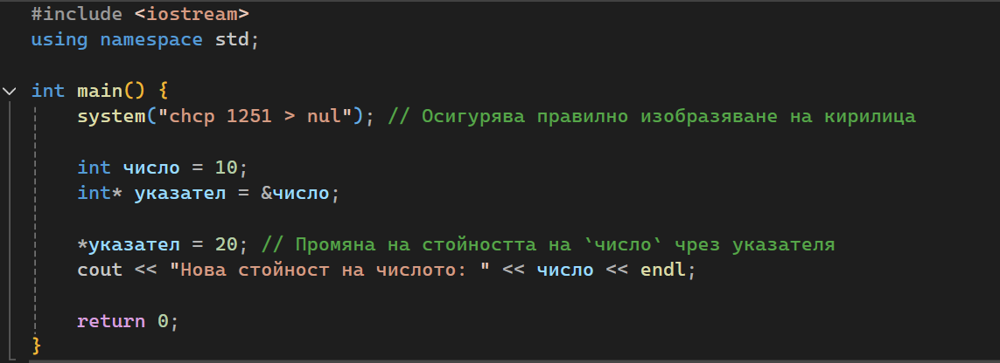 #include <iostream>
using namespace std;
int main() {
system("chcp 1251 > nul"); // Осигурява правилно изобразяване на кирилица
int число = 10;
int* указател = &число;
*указател = 20; // Промяна на стойността на `число` чрез указателя
cout << "Нова стойност на числото: " << число << endl;
return 0;
}